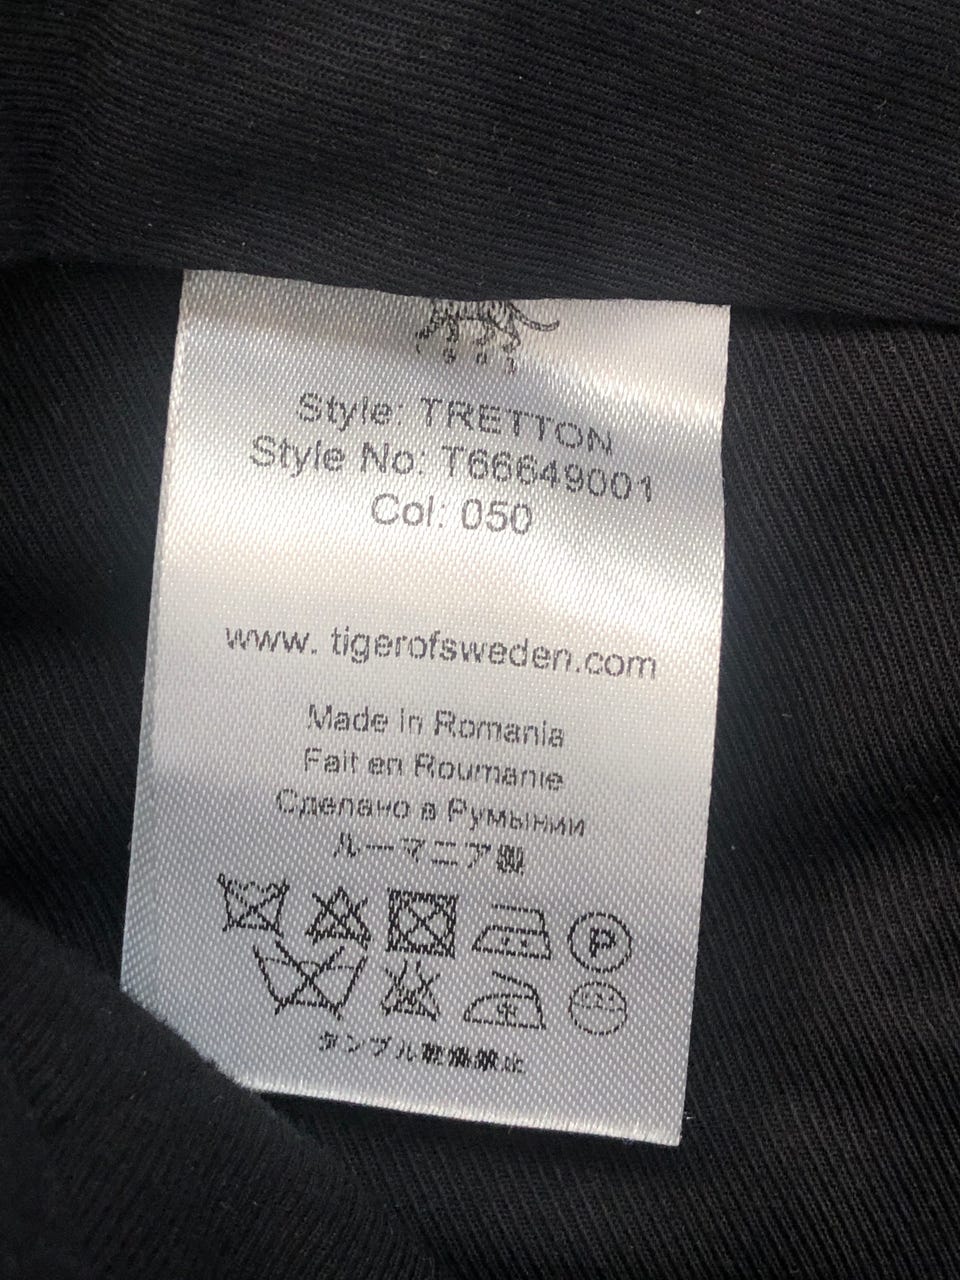 Style: TRETTON
Style No: T66649001
Col: 050
www. tigerofsweden.com
Made in Romania
Fait en Roumanie
Сделано в Румынии
ルーマニア製
P
タンブル乾燥禁止